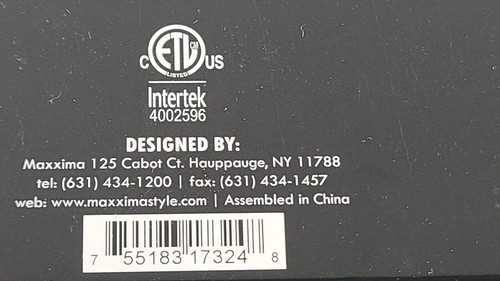 C ETL CM US
LISTED
Intertek
4002596
DESIGNED BY:
Maxxima 125 Cabot Ct. Hauppauge, NY 11788
tel: (631) 434-1200 | fax: (631) 434-1457
web: www.maxximastyle.com | Assembled in China
7 55183 17324 8